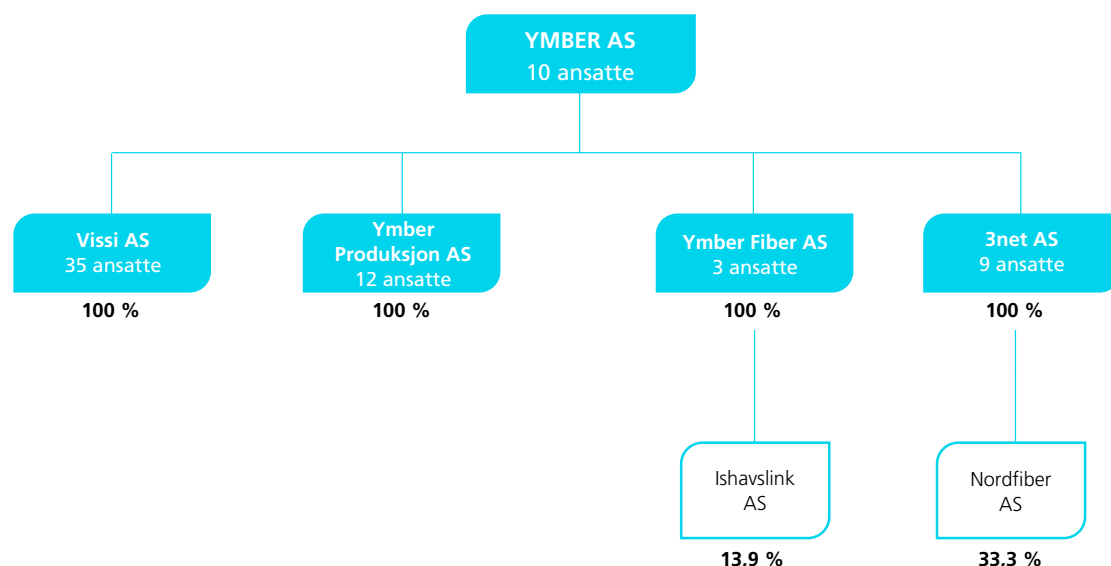 YMBER AS
10 ansatte
Vissi AS
35 ansatte
100 %
Ymber
Produksjon AS
12 ansatte
100 %
Ymber Fiber AS
3 ansatte
100 %
3net AS
9 ansatte
100 %
Ishavslink
AS
13,9 %
Nordfiber
AS
33,3 %